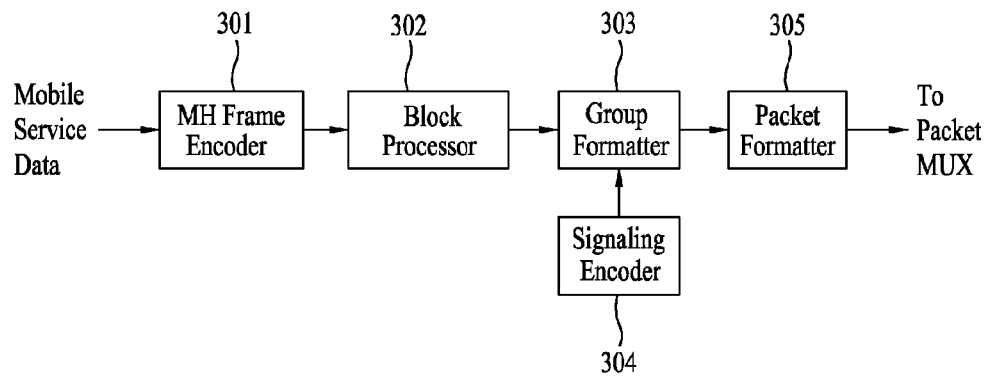 301
302
303
305
Mobile
Service
Data
MH Frame
Encoder
Block
Processor
Group
Formatter
Packet
Formatter
To
Packet
MUX
Signaling
Encoder
304